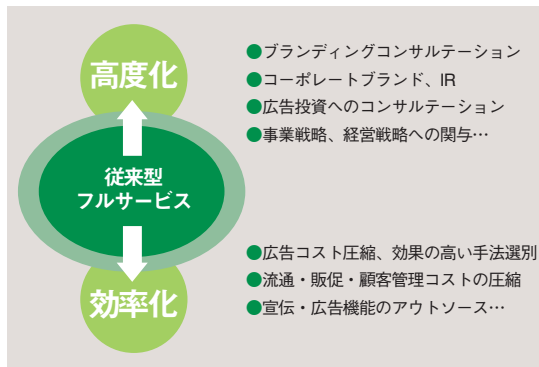 高度化
●ブランディングコンサルテーション
●コーポレートブランド、IR
●広告投資へのコンサルテーション
●事業戦略、経営戦略への関与…
従来型
フルサービス
効率化
●広告コスト圧縮、効果の高い手法選別
●流通・販促・顧客管理コストの圧縮
●宣伝・広告機能のアウトソース…